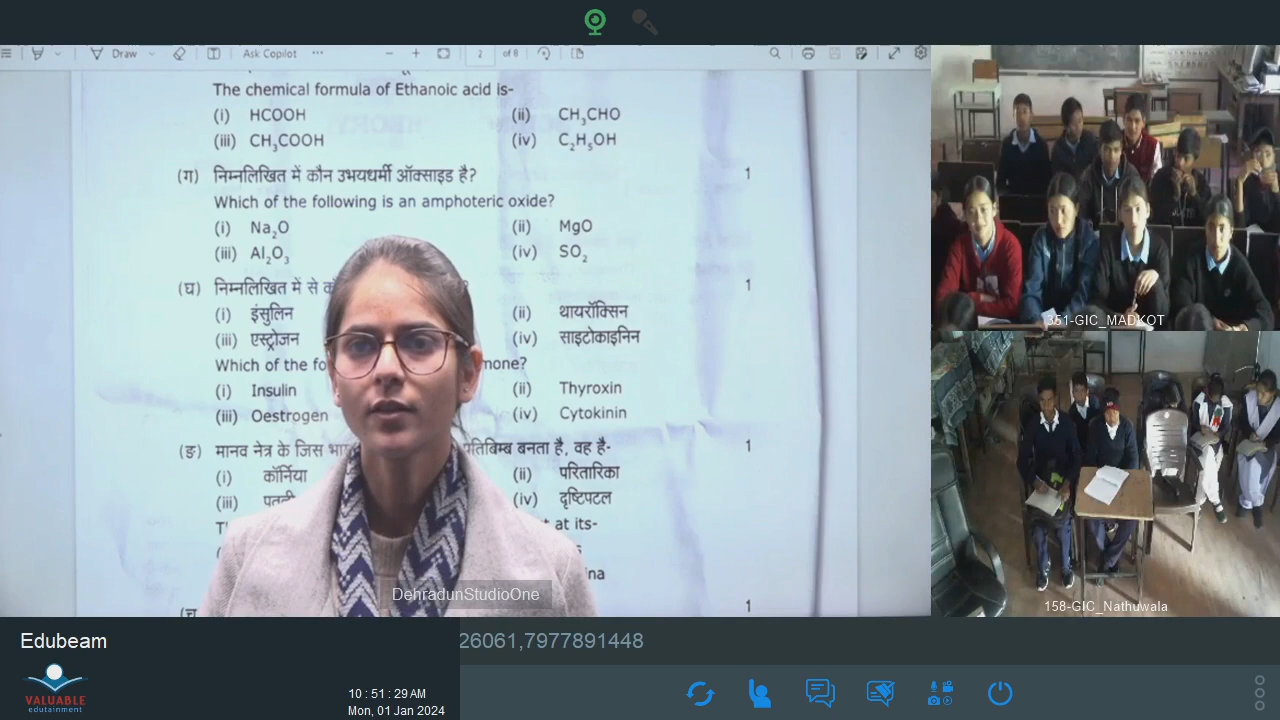 Draw
Ask Copilot
2
of 8
The chemical formula of Ethanoic acid is-
(i) HCOOH
(ii) CH₃CHO
(iii) CH₃COOH
(iv) C₂H₅OH
(ग) निम्नलिखित में कौन उभयधर्मी ऑक्साइड है? 1
Which of the following is an amphoteric oxide?
(i) Na₂O
(ii) MgO
(iii) Al₂O₃
(iv) SO₂
(घ) निम्नलिखित में से 1
(i) इंसुलिन
(ii) थायरॉक्सिन
(iii) एस्ट्रोजन
(iv) साइटोकाइनिन
Which of the
(i) Insulin
(ii) Thyroxin
(iii) Oestrogen
(iv) Cytokinin
(ङ) मानव नेत्र के जिस बनता है, वह है- 1
(i) कॉर्निया
(ii) परितारिका
(iii)
(iv) दृष्टिपटल
at its-
1
DehradunStudioOne
351-GIC_MADKOT
158-GIC_Nathuwala
Edubeam
26061,7977891448
VALUABLE
edutainment
10 : 51 : 29 AM
Mon, 01 Jan 2024